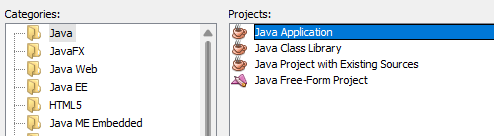 Categories:
Java
JavaFX
Java Web
Java EE
HTML5
Java ME Embedded
Projects:
Java Application
Java Class Library
Java Project with Existing Sources
Java Free-Form Project